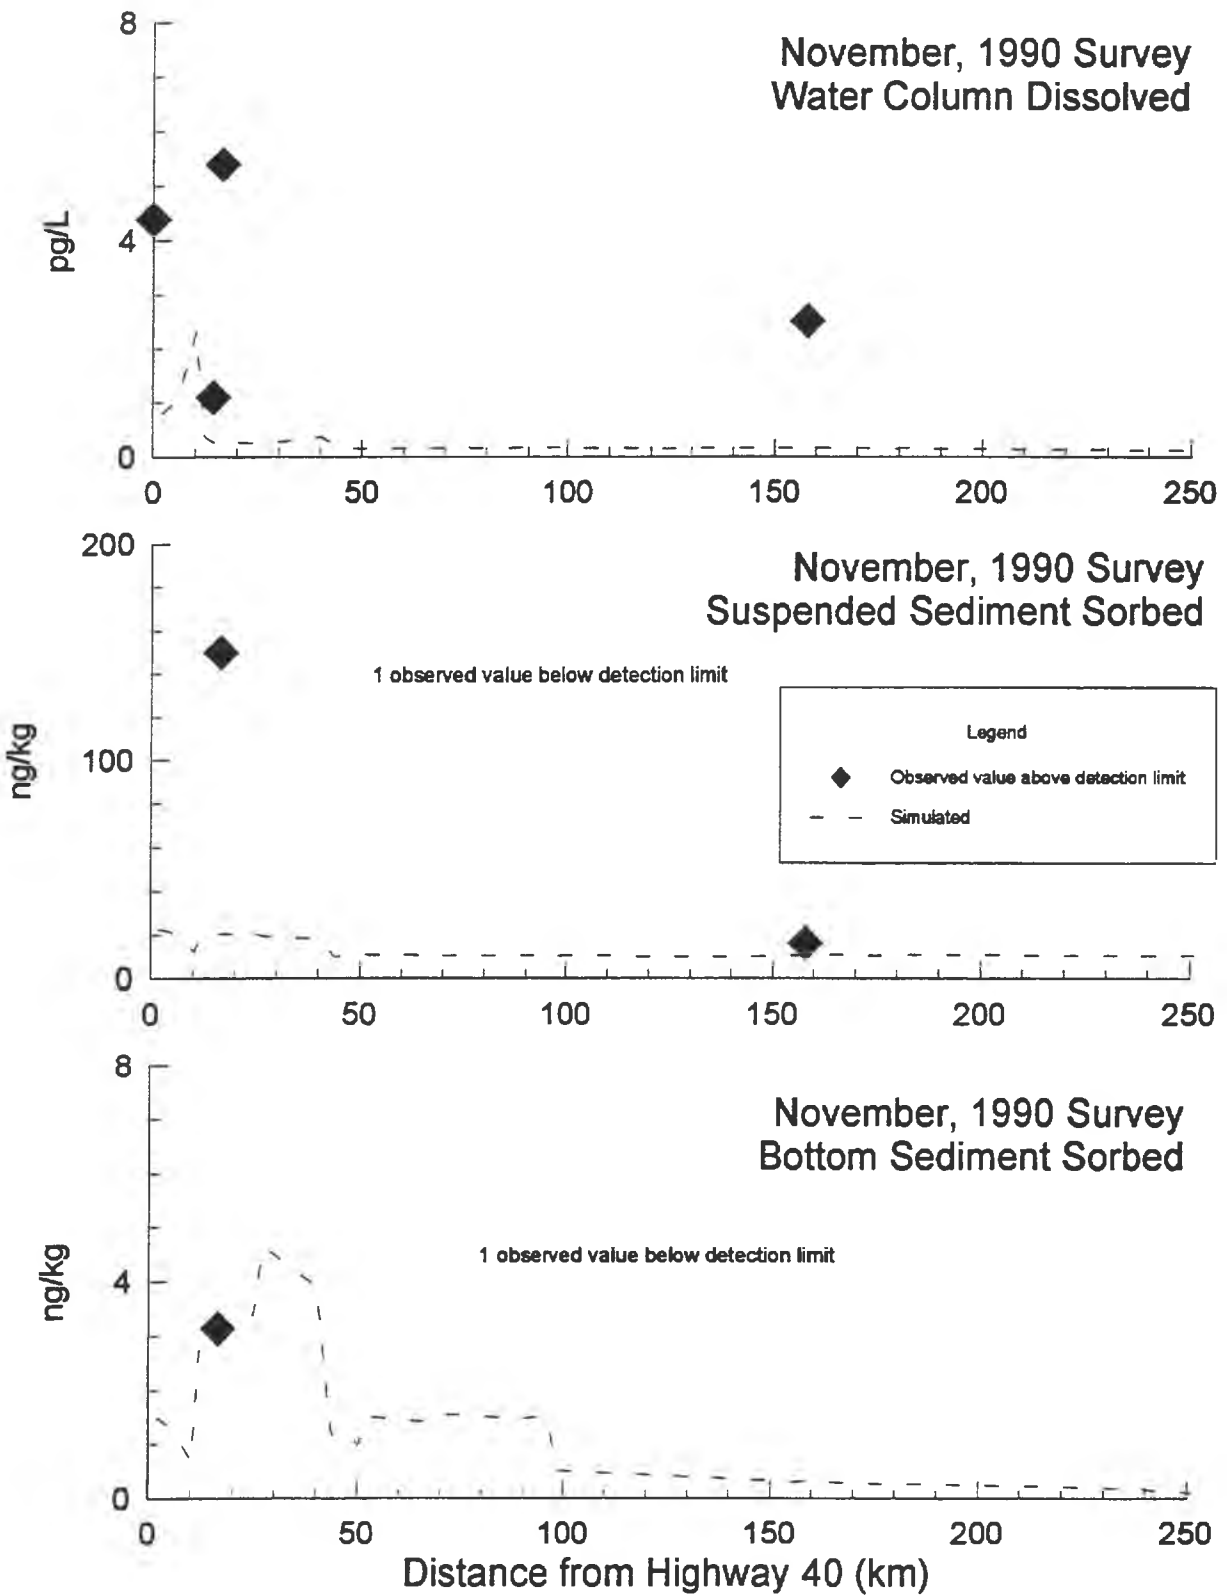 8
November, 1990 Survey
Water Column Dissolved
pg/L
4
0
0 50 100 150 200 250
200
November, 1990 Survey
Suspended Sediment Sorbed
1 observed value below detection limit
ng/kg
100
Legend
Observed value above detection limit
Simulated
0
0 50 100 150 200 250
8
November, 1990 Survey
Bottom Sediment Sorbed
1 observed value below detection limit
ng/kg
4
0
0 50 100 150 200 250
Distance from Highway 40 (km)